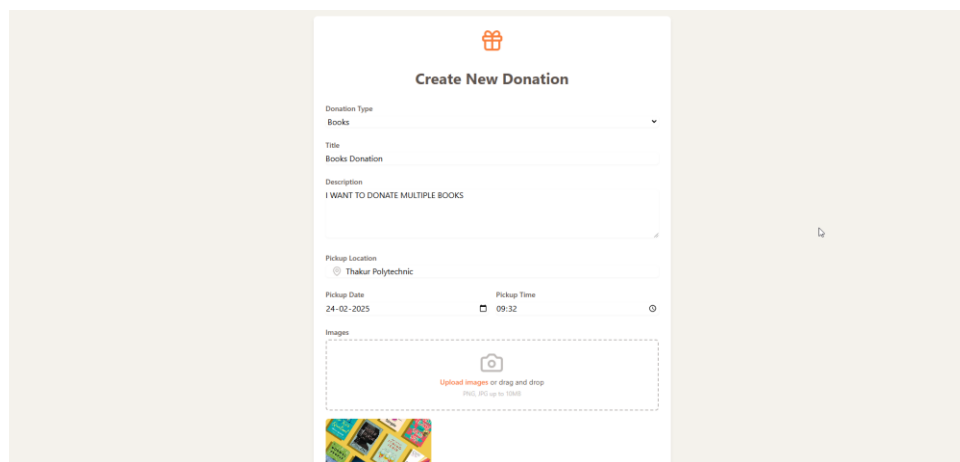 Create New Donation
Donation Type
Books
Title
Books Donation
Description
I WANT TO DONATE MULTIPLE BOOKS
Pickup Location
Thakur Polytechnic
Pickup Date Pickup Time
24-02-2025 09:32
Images
Upload images or drag and drop
PNG, JPG up to 10MB